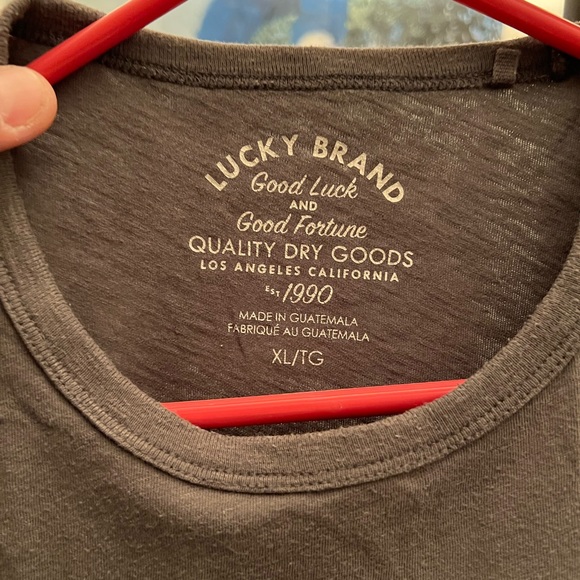 LUCKY BRAND
Good Luck
AND
Good Fortune
QUALITY DRY GOODS
LOS ANGELES CALIFORNIA
EST 1990
MADE IN GUATEMALA
FABRIQUÉ AU GUATEMALA
XL/TG